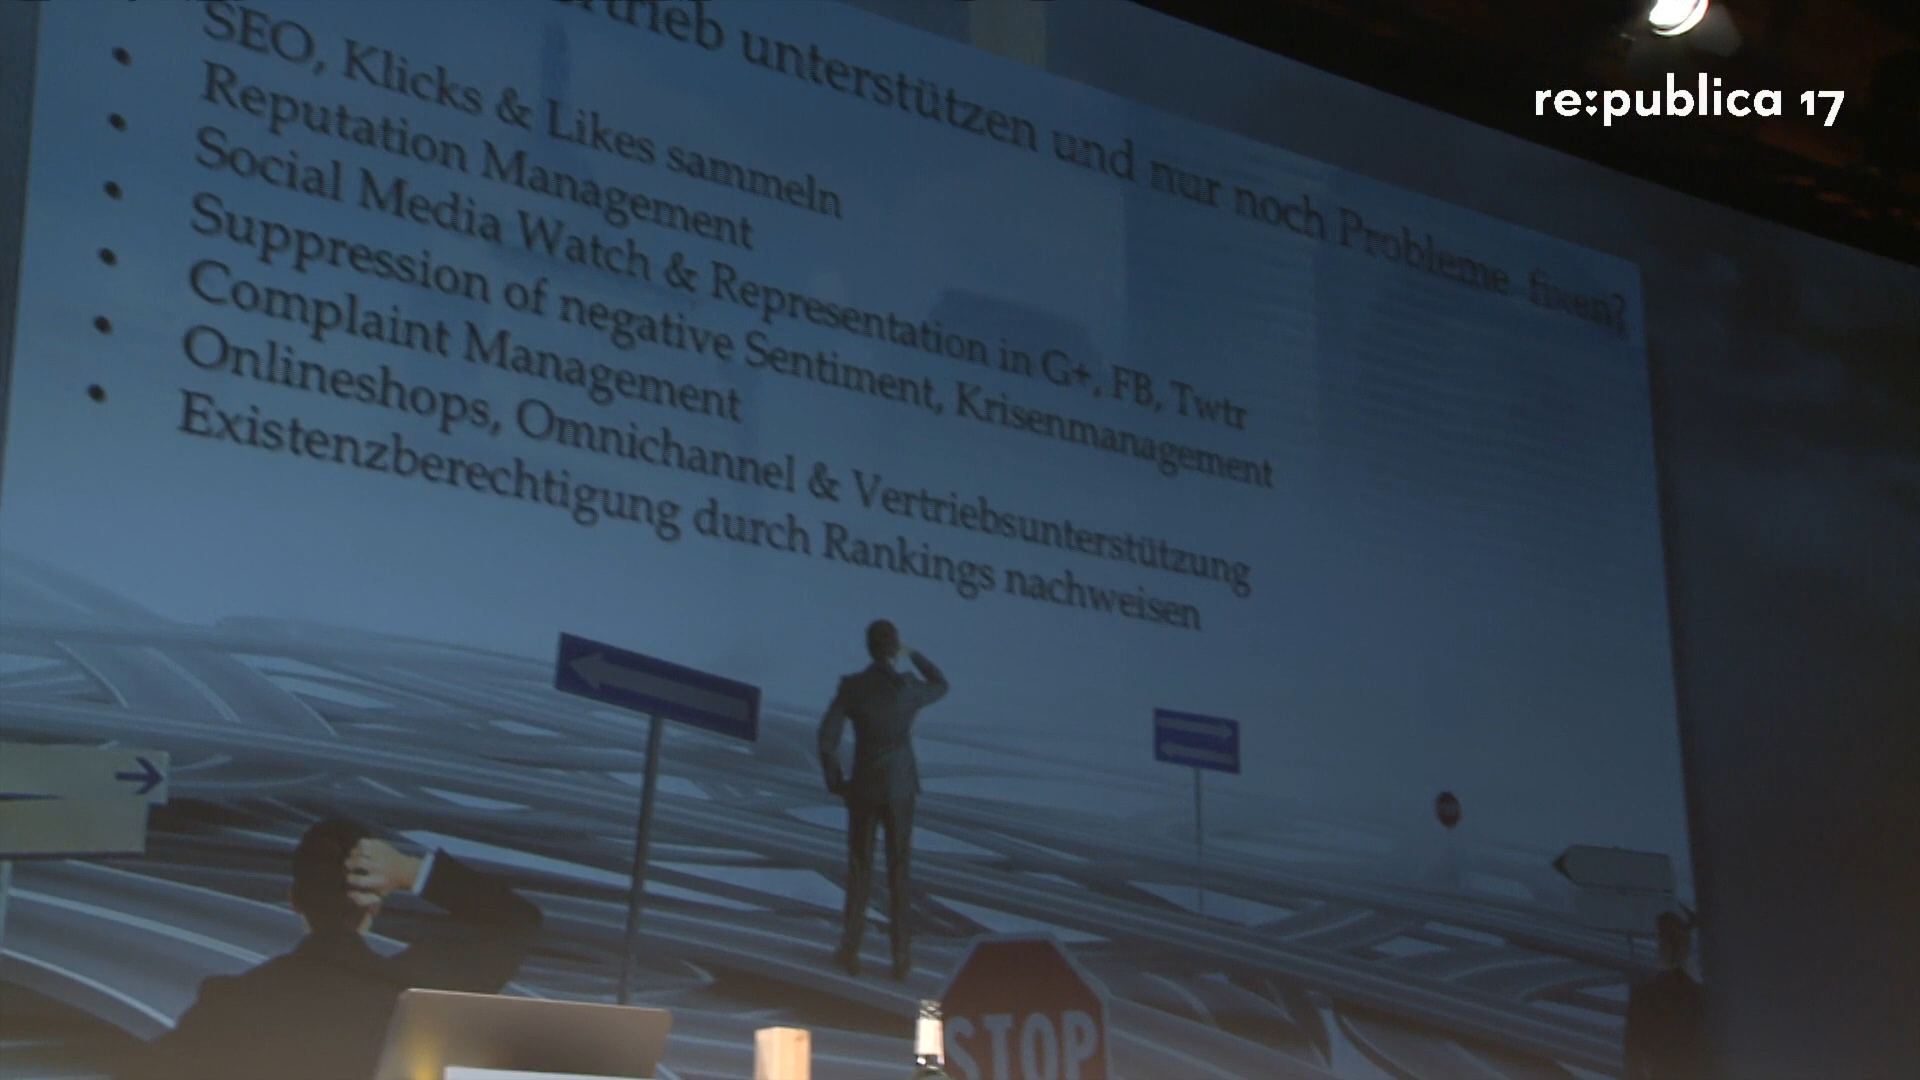 re:publica 17
unterstützen und nur noch Probleme fixen?
SEO, Klicks & Likes sammeln
Reputation Management
Social Media Watch & Representation in G+, FB, Twtr
Suppression of negative Sentiment, Krisenmanagement
Complaint Management
Onlineshops, Omnichannel & Vertriebsunterstützung
Existenzberechtigung durch Rankings nachweisen
STOP